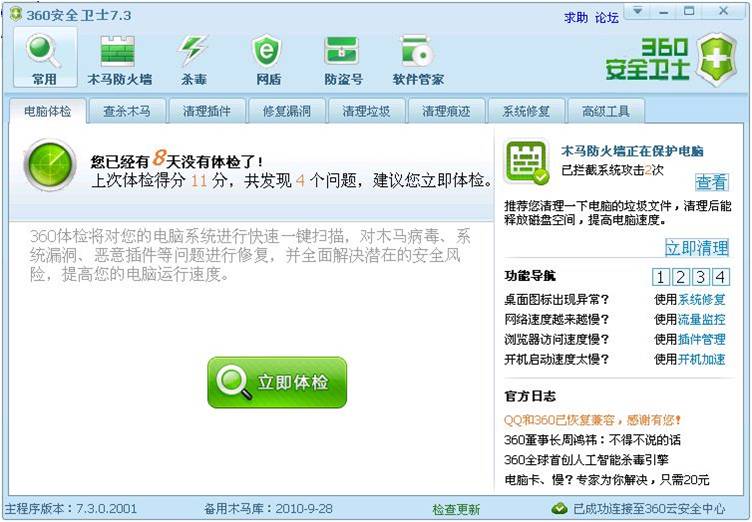 360安全卫士7.3
求助 论坛
常用 木马防火墙 杀毒 网盾 防盗号 软件管家
360
安全卫士
电脑体检 查杀木马 清理插件 修复漏洞 清理垃圾 清理痕迹 系统修复 高级工具
您已经有8天没有体检了!
上次体检得分 11 分，共发现 4 个问题，建议您立即体检。
360体检将对您的电脑系统进行快速一键扫描，对木马病毒、系
统漏洞、恶意插件等问题进行修复，并全面解决潜在的安全风
险，提高您的电脑运行速度。
立即体检
木马防火墙正在保护电脑
已拦截系统攻击2次
查看
推荐您清理一下电脑的垃圾文件，清理后能
释放磁盘空间，提高电脑速度。
立即清理
功能导航 1 2 3 4
桌面图标出现异常? 使用系统修复
网络速度越来越慢? 使用流量监控
浏览器访问速度慢? 使用插件管理
开机启动速度太慢? 使用开机加速
官方日志
QQ和360已恢复兼容，感谢有您!
360董事长周鸿祎：不得不说的话
360全球首创人工智能杀毒引擎
电脑卡、慢? 专家为你解决，只需20元
主程序版本：7.3.0.2001 备用木马库：2010-9-28 检查更新 已成功连接至360云安全中心